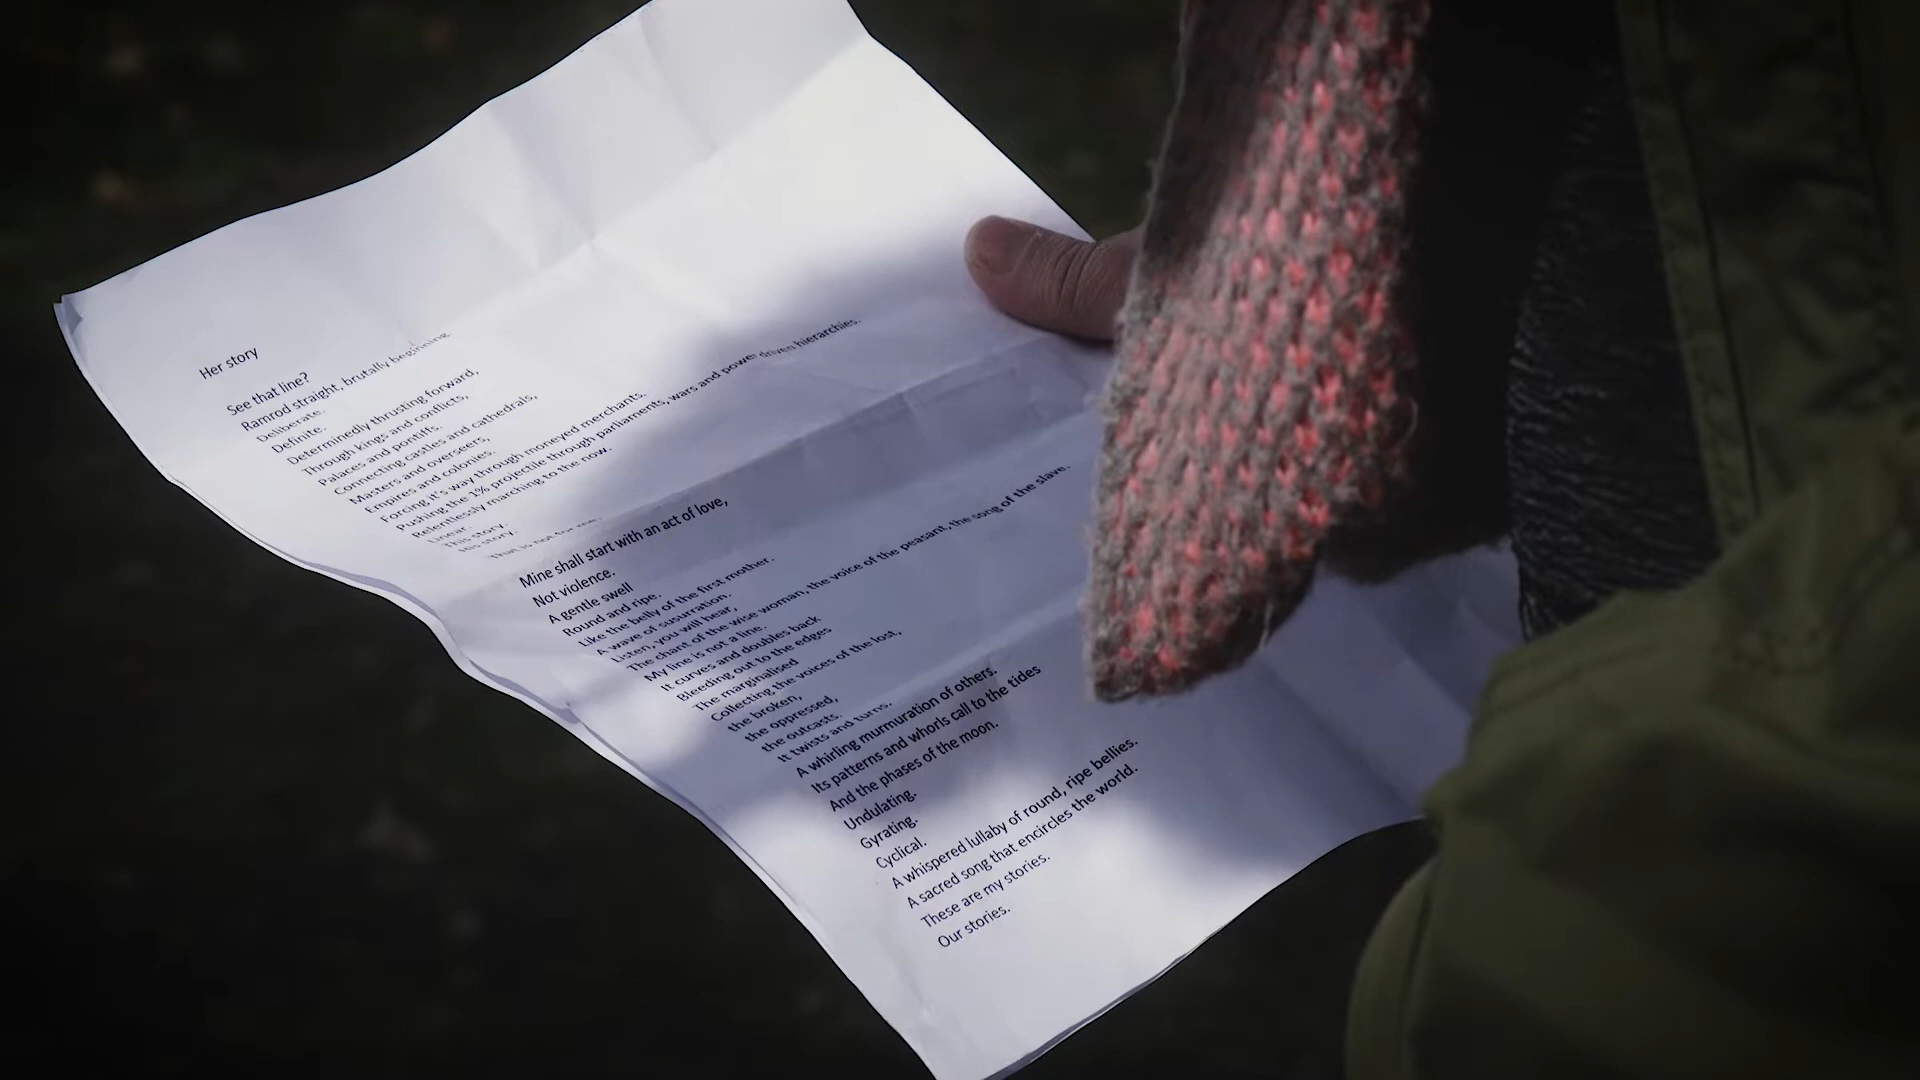 Her story
See that line?
Ramrod straight, brutally beginning.
Deliberate.
Definite.
Determinedly thrusting forward,
Through kings and conflicts,
Palaces and pontiffs.
Connecting castles and cathedrals,
Masters and overseers,
Empires and colonies.
Forcing it's way through moneyed merchants.
Pushing the 1% projectile through parliaments, wars and power driven hierarchies.
Relentlessly marching to the now.
Linear.
This story.
His story.
That is not for me.
Mine shall start with an act of love,
Not violence.
A gentle swell
Round and ripe.
Like the belly of the first mother.
A wave of susurration.
Listen, you will hear,
The chant of the wise woman, the voice of the peasant, the song of the slave.
My line is not a line.
It curves and doubles back
Bleeding out to the edges
The marginalised
Collecting the voices of the lost,
the broken,
the oppressed,
the outcasts.
It twists and turns,
A whirling murmuration of others.
Its patterns and whorls call to the tides
And the phases of the moon.
Undulating.
Gyrating.
Cyclical.
A whispered lullaby of round, ripe bellies.
A sacred song that encircles the world.
These are my stories.
Our stories.